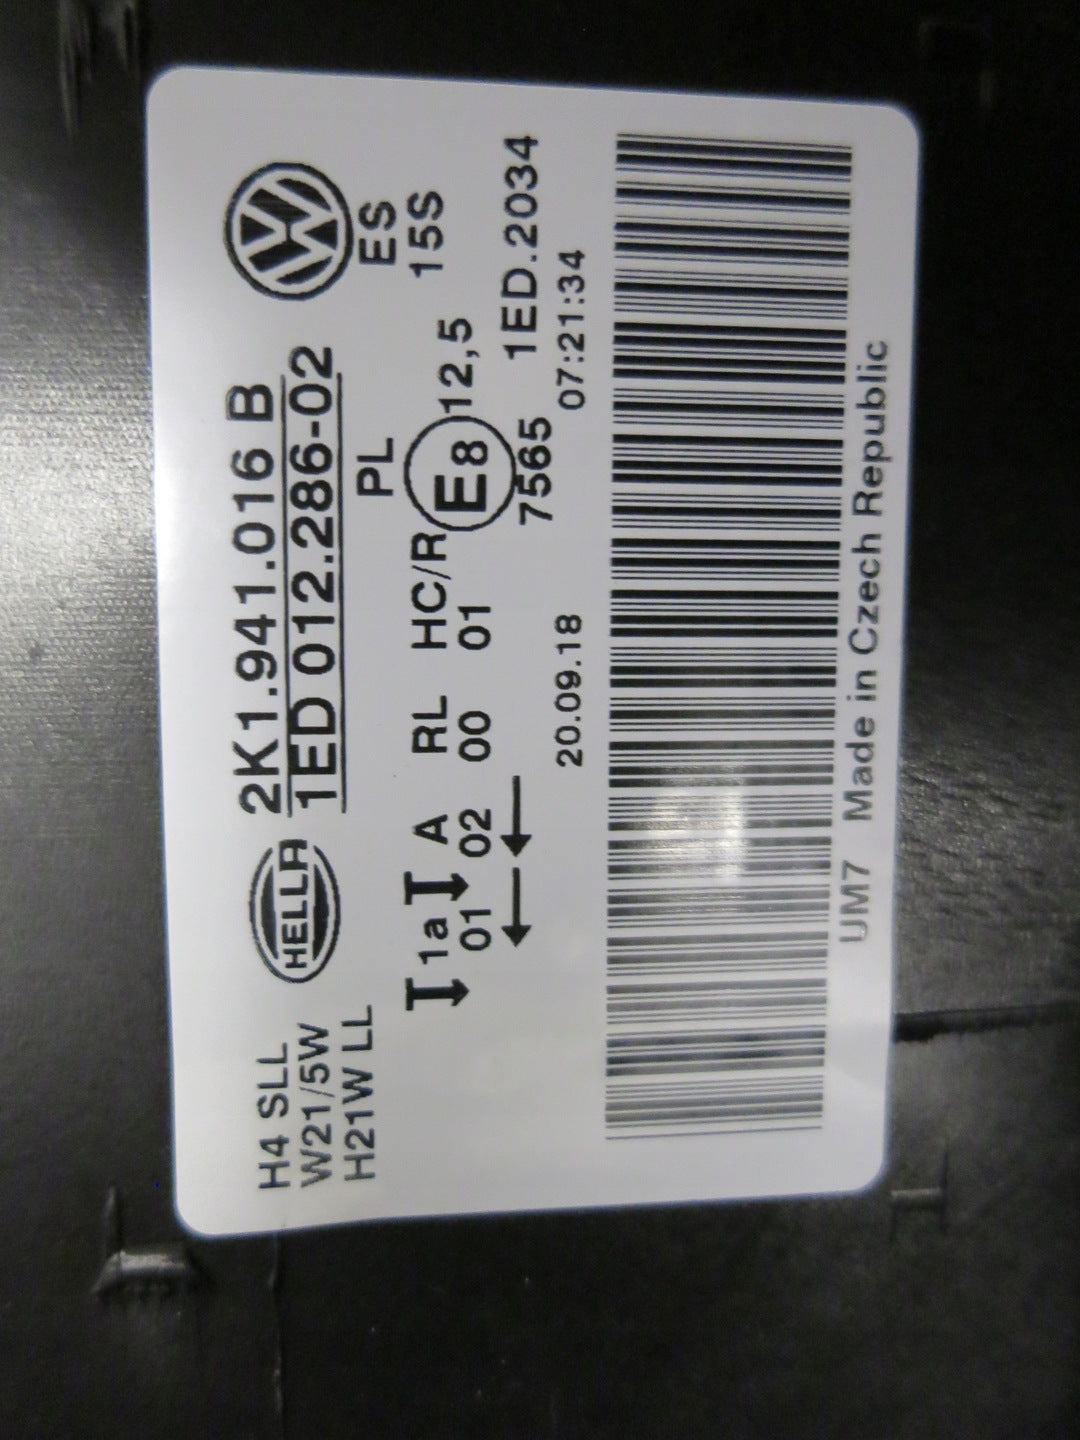 H4 SLL
W21/5W
H21W LL
HELLA
2K1.941.016 B
1ED 012.286-02
PL
ES
15S
1a A RL HC/R E8 12,5
01 02 00 01
7565
1ED.2034
20.09.18 07:21:34
UM7 Made in Czech Republic